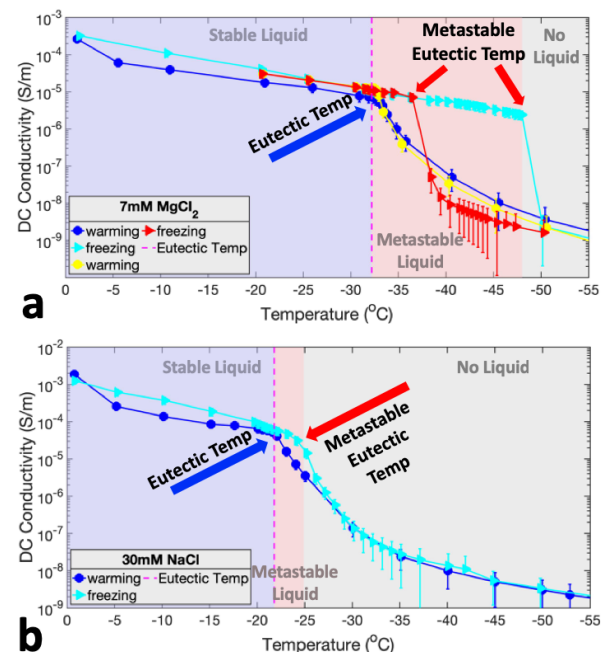 a
Stable Liquid
Metastable
Eutectic Temp
No
Liquid
Eutectic Temp
Metastable
Liquid
7mM MgCl₂
warming
freezing
warming
freezing
Eutectic Temp
DC Conductivity (S/m)
10⁻³
10⁻⁴
10⁻⁵
10⁻⁶
10⁻⁷
10⁻⁸
10⁻⁹
0 -5 -10 -15 -20 -25 -30 -35 -40 -45 -50 -55
Temperature (°C)
b
Stable Liquid
No Liquid
Eutectic Temp
Metastable
Eutectic
Temp
Metastable
Liquid
30mM NaCl
warming
freezing
Eutectic Temp
DC Conductivity (S/m)
10⁻²
10⁻³
10⁻⁴
10⁻⁵
10⁻⁶
10⁻⁷
10⁻⁸
10⁻⁹
0 -5 -10 -15 -20 -25 -30 -35 -40 -45 -50 -55
Temperature (°C)